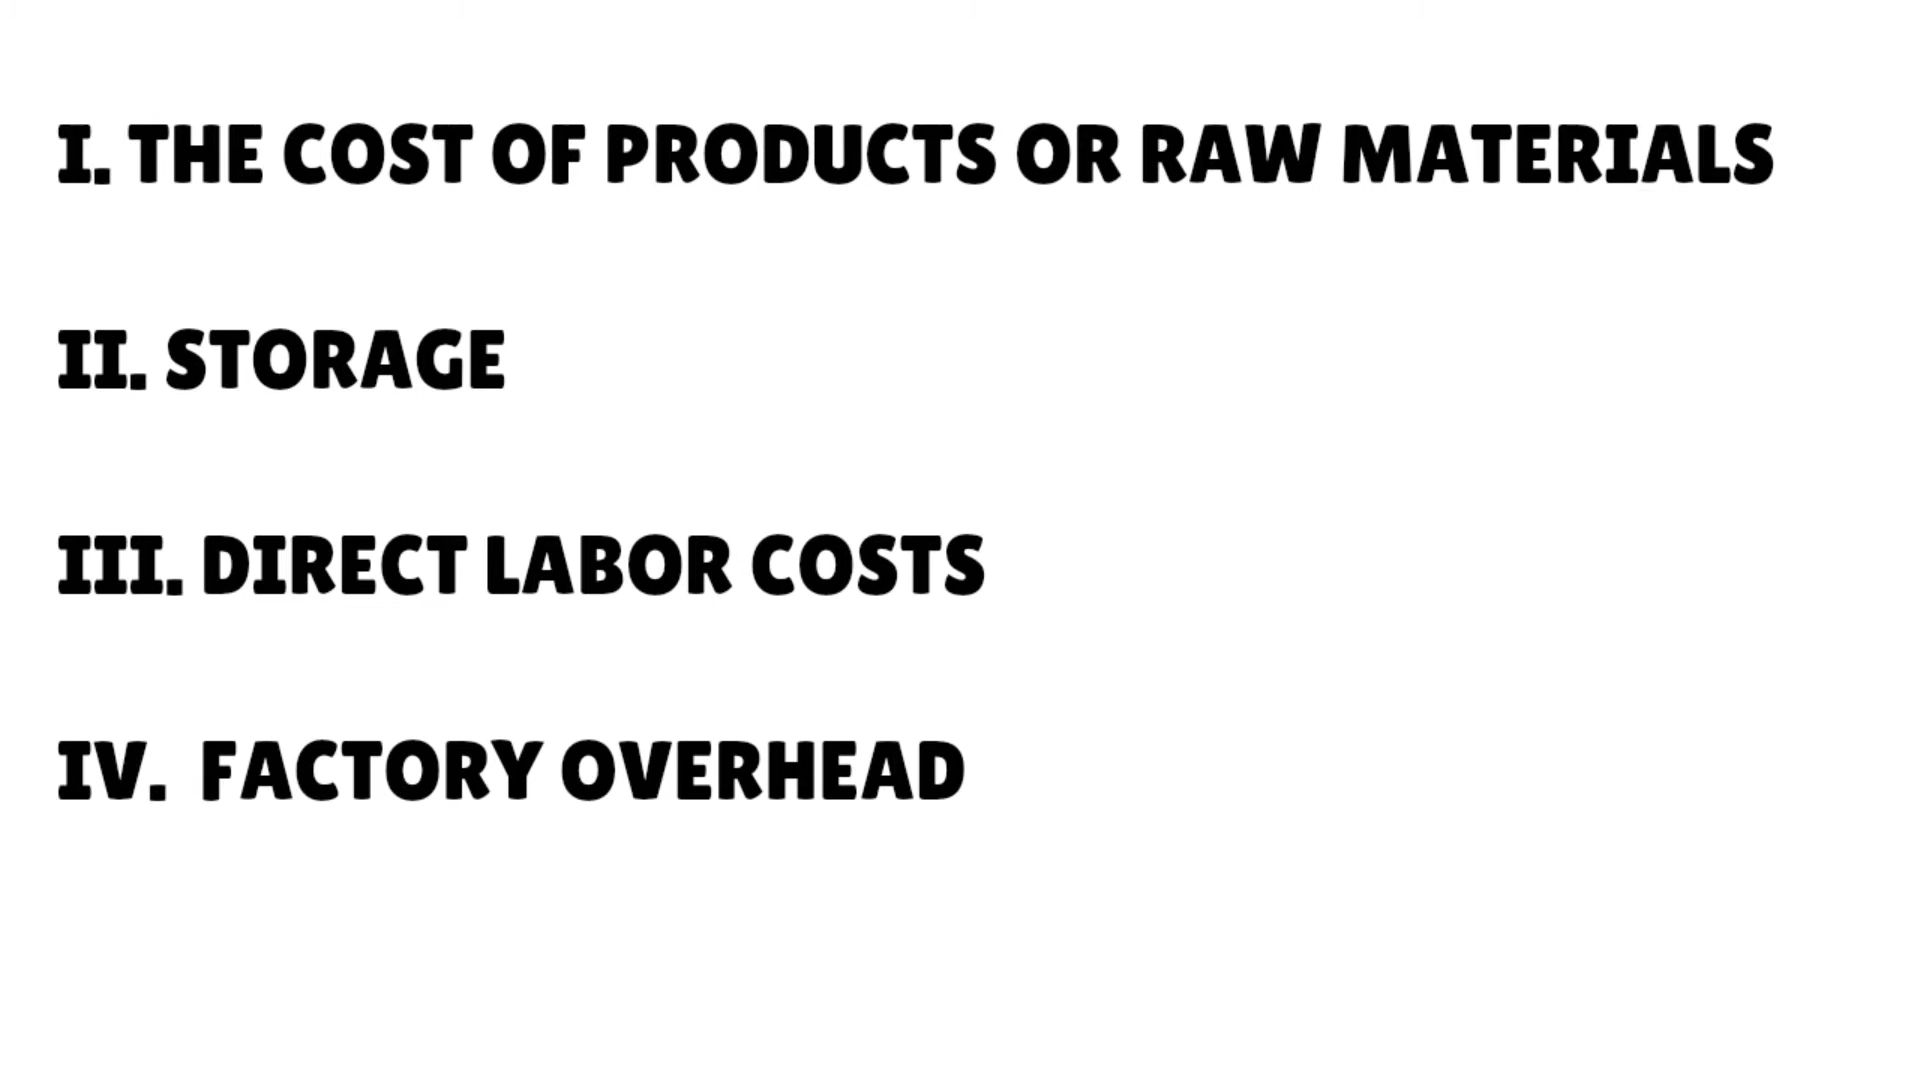 I. THE COST OF PRODUCTS OR RAW MATERIALS
II. STORAGE
III. DIRECT LABOR COSTS
IV.  FACTORY OVERHEAD